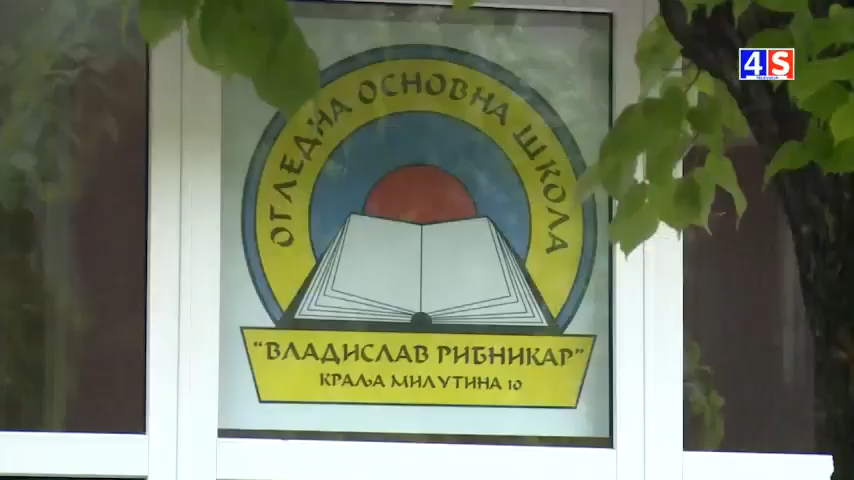 ОГЛЕДНА ОСНОВНА ШКОЛА
"ВЛАДИСЛАВ РИБНИКАР"
КРАЉА МИЛУТИНА 10
4S